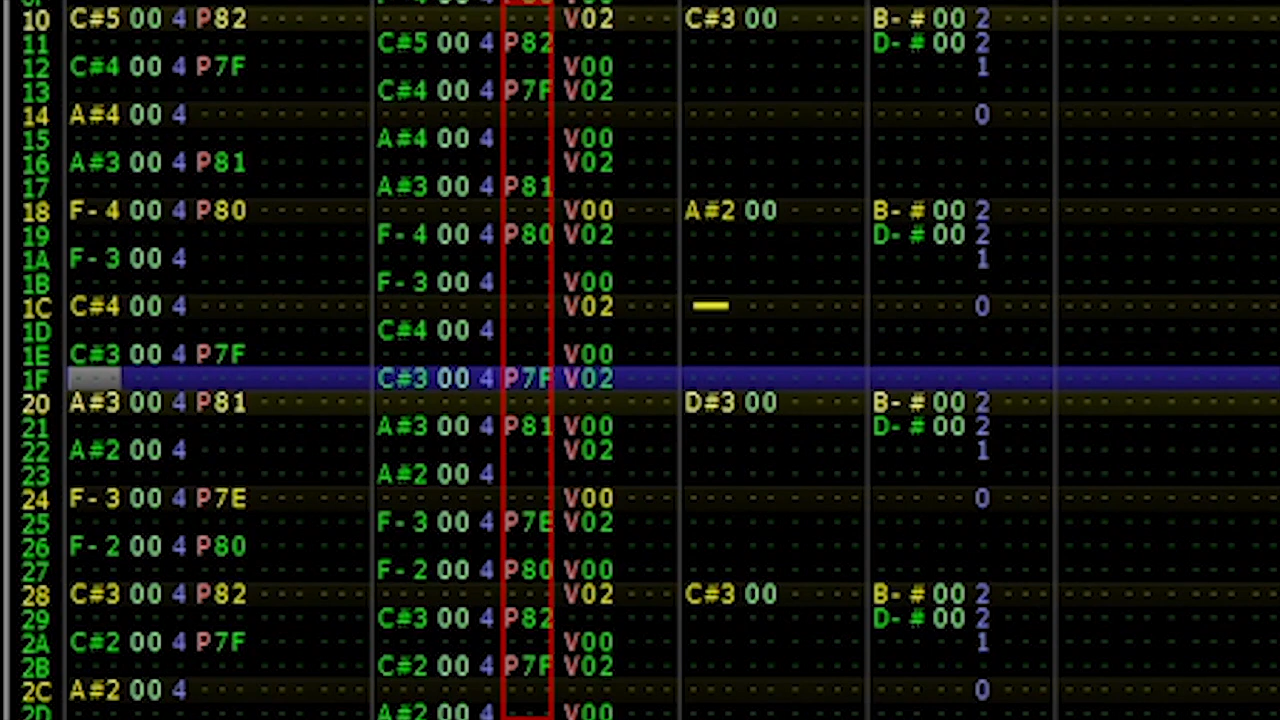 10 C#5 00 4 P82 V02 C#3 00 B-# 00 2
11 C#5 00 4 P82 D-# 00 2
12 C#4 00 4 P7F V00 1
13 C#4 00 4 P7F V02
14 A#4 00 4 0
15 A#4 00 4 V00
16 A#3 00 4 P81 V02
17 A#3 00 4 P81
18 F-4 00 4 P80 V00 A#2 00 B-# 00 2
19 F-4 00 4 P80 V02 D-# 00 2
1A F-3 00 4 1
1B F-3 00 4 V00
1C C#4 00 4 V02 0
1D C#4 00 4
1E C#3 00 4 P7F V00
1F C#3 00 4 P7F V02
20 A#3 00 4 P81 D#3 00 B-# 00 2
21 A#3 00 4 P81 V00 D-# 00 2
22 A#2 00 4 V02 1
23 A#2 00 4
24 F-3 00 4 P7E V00 0
25 F-3 00 4 P7E V02
26 F-2 00 4 P80
27 F-2 00 4 P80 V00
28 C#3 00 4 P82 V02 C#3 00 B-# 00 2
29 C#3 00 4 P82 D-# 00 2
2A C#2 00 4 P7F V00 1
2B C#2 00 4 P7F V02
2C A#2 00 4 0
2D A#2 00 4 V00